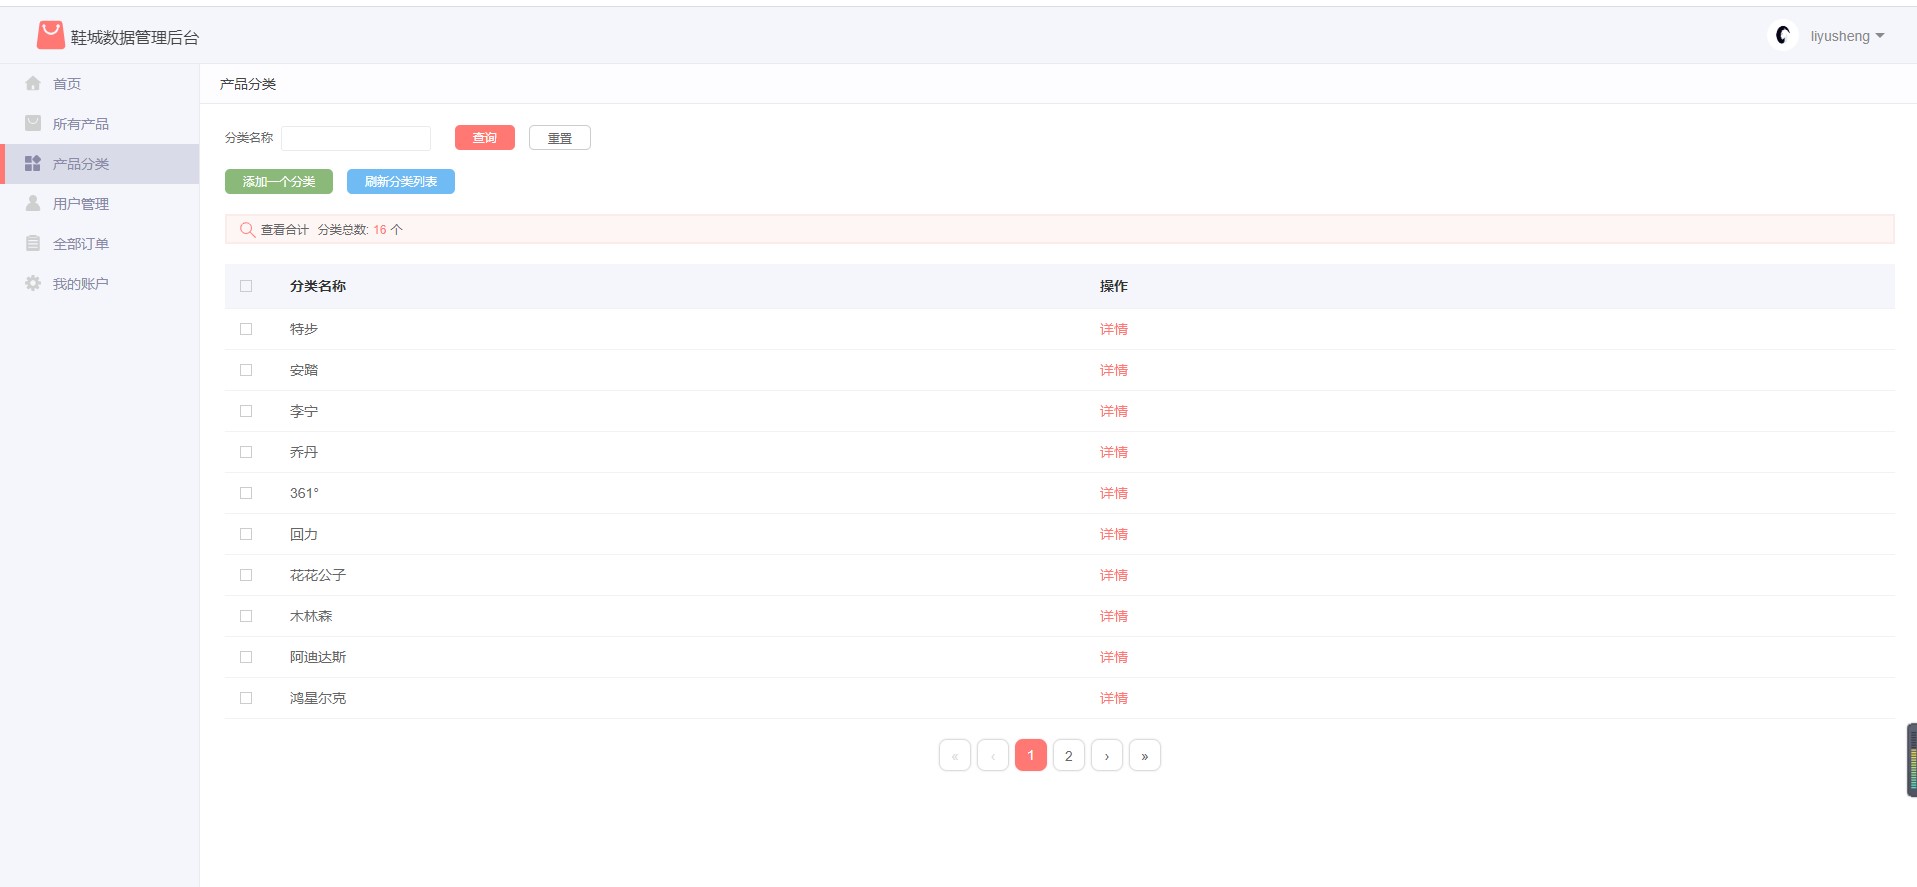 鞋城数据管理后台
liyusheng
首页
所有产品
产品分类
用户管理
全部订单
我的账户
产品分类
分类名称 查询 重置
添加一个分类 刷新分类列表
查看合计 分类总数: 16 个
分类名称 操作
特步 详情
安踏 详情
李宁 详情
乔丹 详情
361° 详情
回力 详情
花花公子 详情
木林森 详情
阿迪达斯 详情
鸿星尔克 详情
« ‹ 1 2 › »